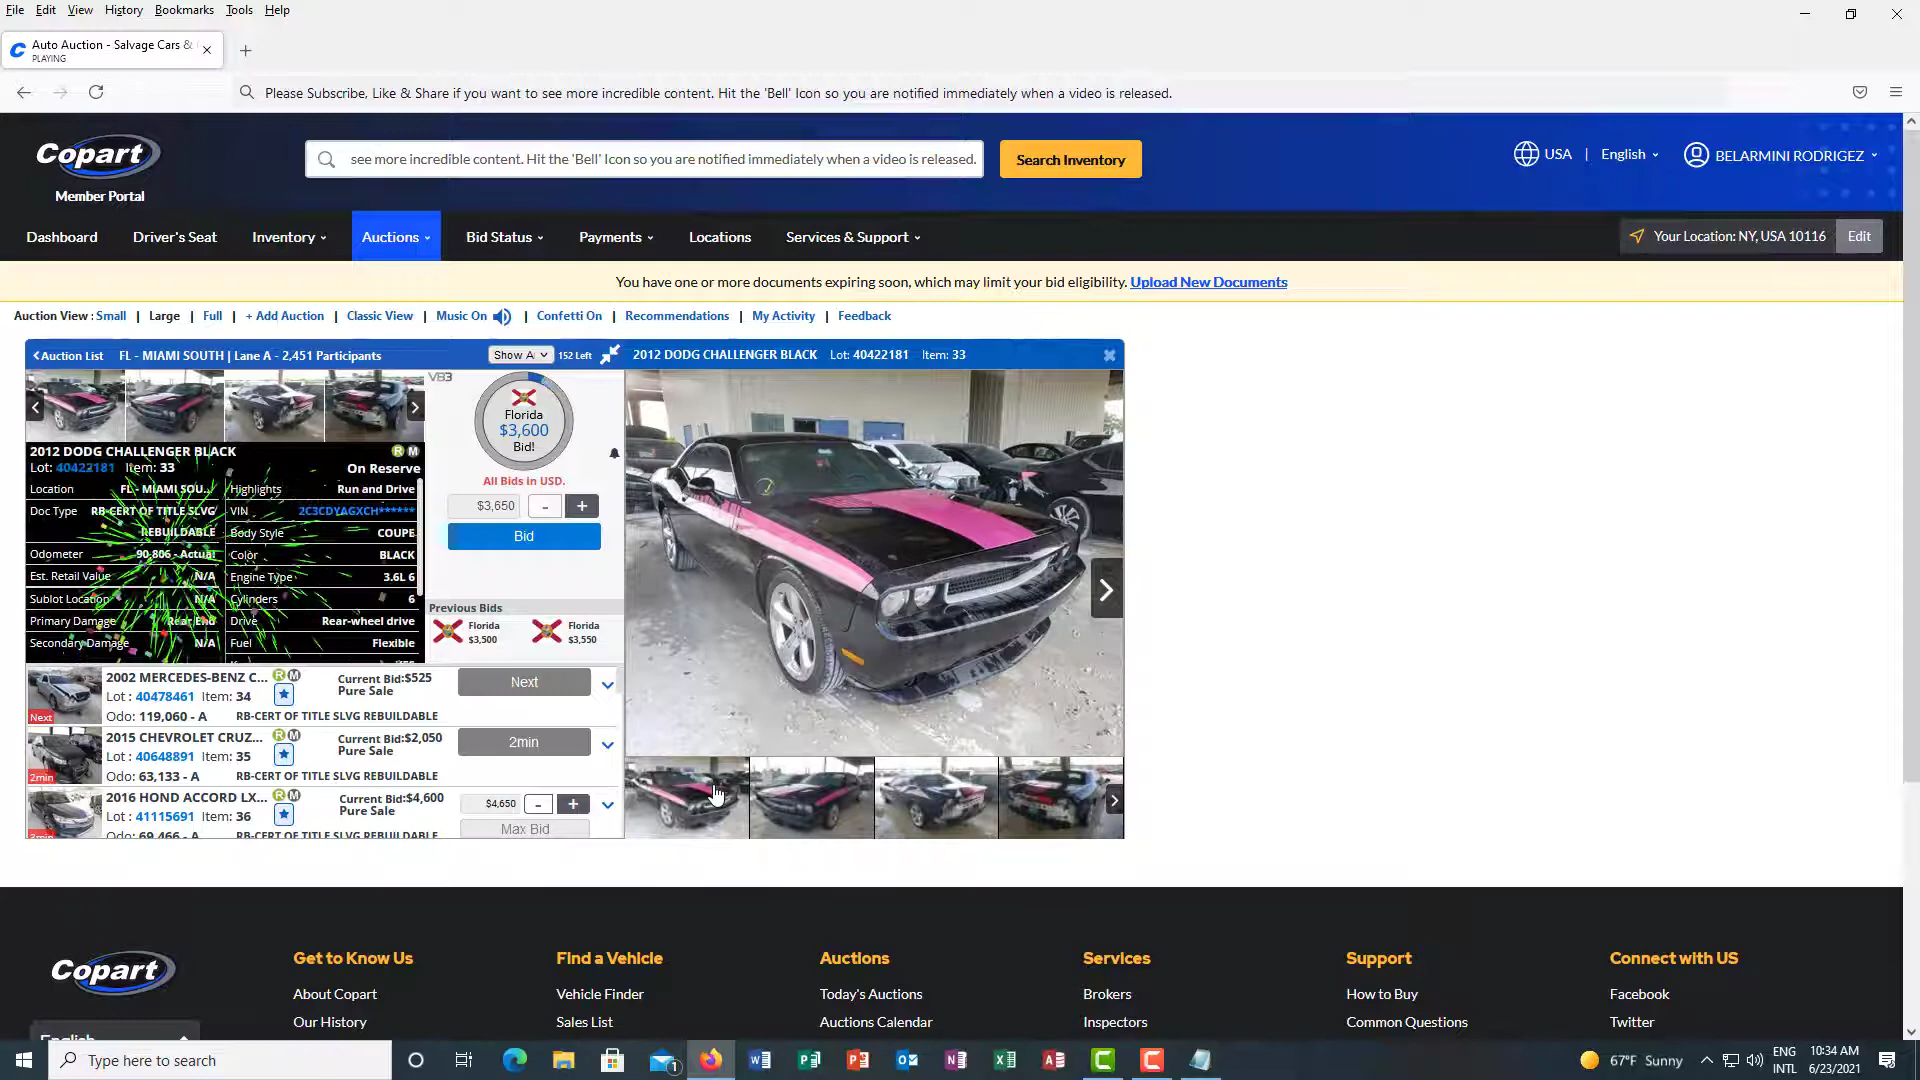 File Edit View History Bookmarks Tools Help
Auto Auction - Salvage Cars &
PLAYING
Please Subscribe, Like & Share if you want to see more incredible content. Hit the 'Bell' Icon so you are notified immediately when a video is released.
Copart
Member Portal
see more incredible content. Hit the 'Bell' Icon so you are notified immediately when a video is released.
Search Inventory
USA | English
BELARMINI RODRIGEZ
Dashboard Driver's Seat Inventory Auctions Bid Status Payments Locations Services & Support
Your Location: NY, USA 10116 Edit
You have one or more documents expiring soon, which may limit your bid eligibility. Upload New Documents
Auction View : Small | Large | Full | + Add Auction | Classic View | Music On | Confetti On | Recommendations | My Activity | Feedback
Auction List FL - MIAMI SOUTH | Lane A - 2,451 Participants
152 Left
2012 DODG CHALLENGER BLACK Lot: 40422181 Item: 33
VB3
Florida
$3,600
Bid!
All Bids in USD.
$3,650 - +
Bid
Previous Bids
Florida
$3,500
Florida
$3,550
2012 DODG CHALLENGER BLACK R M
Lot: 40422181 Item: 33 On Reserve
Location FL - MIAMI SOU...
Doc Type RB-CERT OF TITLE SLVG
REBUILDABLE
Odometer 90,806 - Actual
Est. Retail Value N/A
Sublot Location N/A
Primary Damage Rear End
Secondary Damage N/A
Highlights Run and Drive
VIN 2C3CDYAGXCH******
Body Style COUPE
Color BLACK
Engine Type 3.6L 6
Cylinders 6
Drive Rear-wheel drive
Fuel Flexible
2002 MERCEDES-BENZ C... R M
Current Bid:$525
Pure Sale
Next
Lot : 40478461 Item: 34
Next
Odo: 119,060 - A RB-CERT OF TITLE SLVG REBUILDABLE
2015 CHEVROLET CRUZ... R M
Current Bid:$2,050
Pure Sale
2min
Lot : 40648891 Item: 35
2min
Odo: 63,133 - A RB-CERT OF TITLE SLVG REBUILDABLE
2016 HOND ACCORD LX... R M
Current Bid:$4,600
Pure Sale
$4,650 - +
Lot : 41115691 Item: 36
Max Bid
Odo: 69,466 - A RB-CERT OF TITLE SLVG REBUILDABLE
Copart
English
Get to Know Us
About Copart
Our History
Find a Vehicle
Vehicle Finder
Sales List
Auctions
Today's Auctions
Auctions Calendar
Services
Brokers
Inspectors
Support
How to Buy
Common Questions
Connect with US
Facebook
Twitter
Type here to search
67°F Sunny
ENG
INTL
10:34 AM
6/23/2021